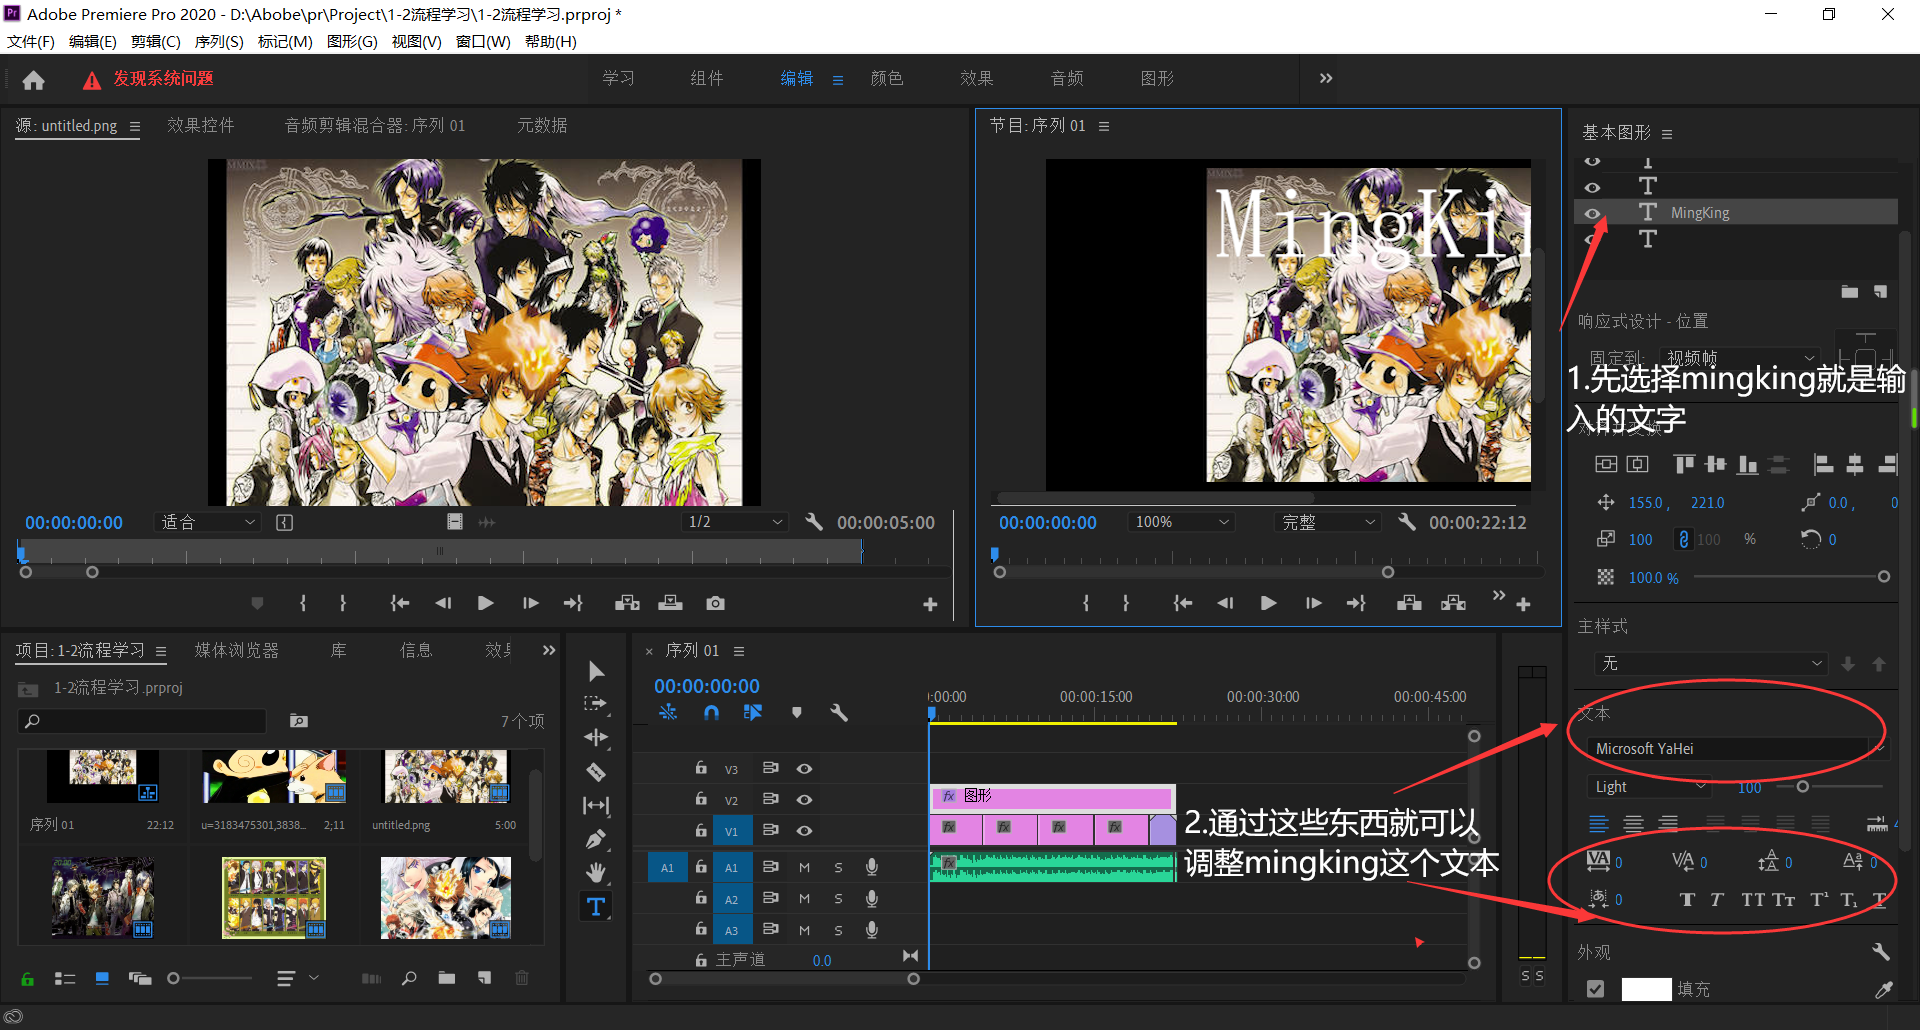 Adobe Premiere Pro 2020 - D:\Abobe\pr\Project\1-2流程学习\1-2流程学习.prproj *
文件(F) 编辑(E) 剪辑(C) 序列(S) 标记(M) 图形(G) 视图(V) 窗口(W) 帮助(H)
发现系统问题 学习 组件 编辑 颜色 效果 音频 图形
源: untitled.png 效果控件 音频剪辑混合器: 序列 01 元数据
节目: 序列 01
基本图形
MMIX
MingKin
MingKing
响应式设计 - 位置
固定到: 视频帧
1.先选择mingking就是输
入的文字
155.0 , 221.0 0.0 , 0
100 100 % 0
100.0 %
00:00:00:00 适合 1/2 00:00:05:00
00:00:00:00 100% 完整 00:00:22:12
主样式
无
文本
Microsoft YaHei
Light 100
VA 0 V/A 0 0 0
0 T T TT Tт T¹ T₁ T
外观
填充
项目: 1-2流程学习 媒体浏览器 库 信息 效果
1-2流程学习.prproj
7个项
序列 01 22:12 u=3183475301,3838... 2;11 untitled.png 5:00
× 序列 01
00:00:00:00
:00:00 00:00:15:00 00:00:30:00 00:00:45:00
V3
V2 fx 图形
V1 fx fx fx fx
A1 A1 M S fx
A2 M S
A3 M S
主声道 0.0
S S
2.通过这些东西就可以
调整mingking这个文本